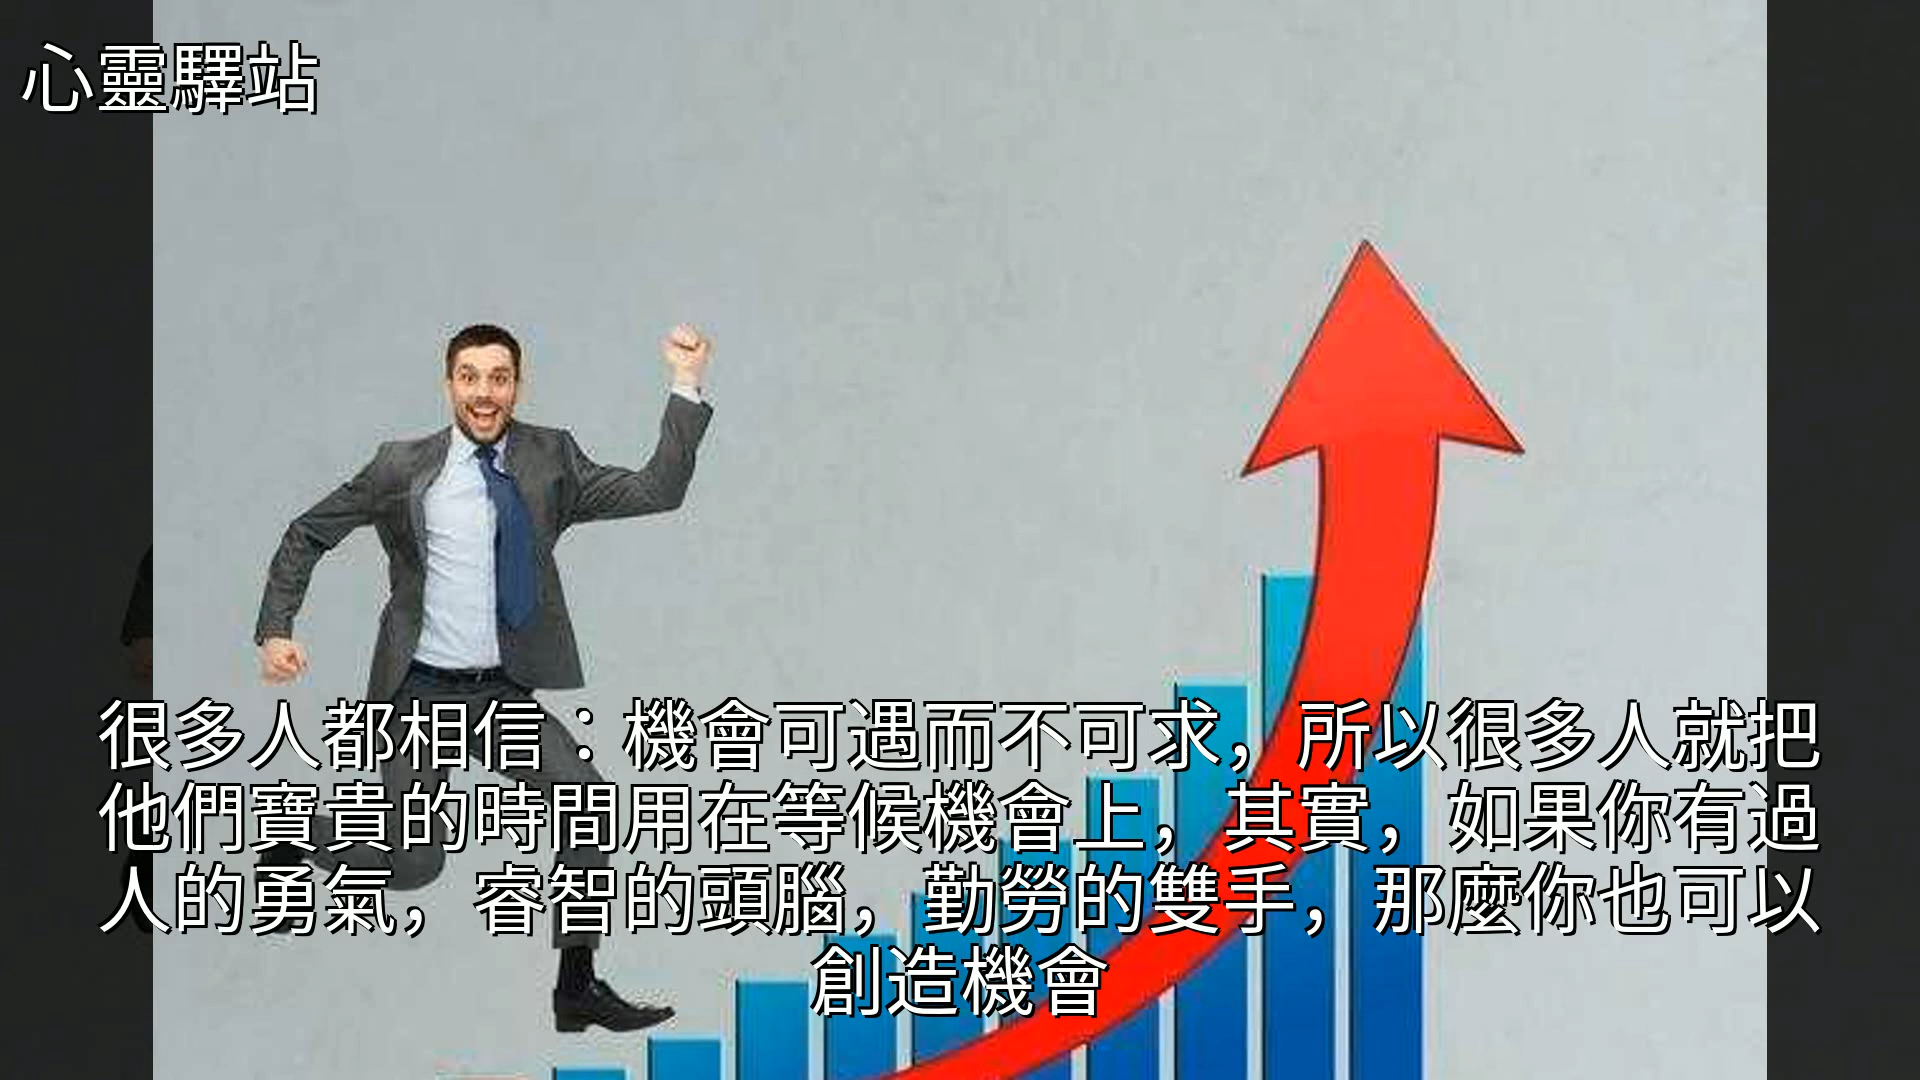 心靈驛站
很多人都相信：機會可遇而不可求，所以很多人就把
他們寶貴的時間用在等候機會上，其實，如果你有過
人的勇氣，睿智的頭腦，勤勞的雙手，那麼你也可以
創造機會